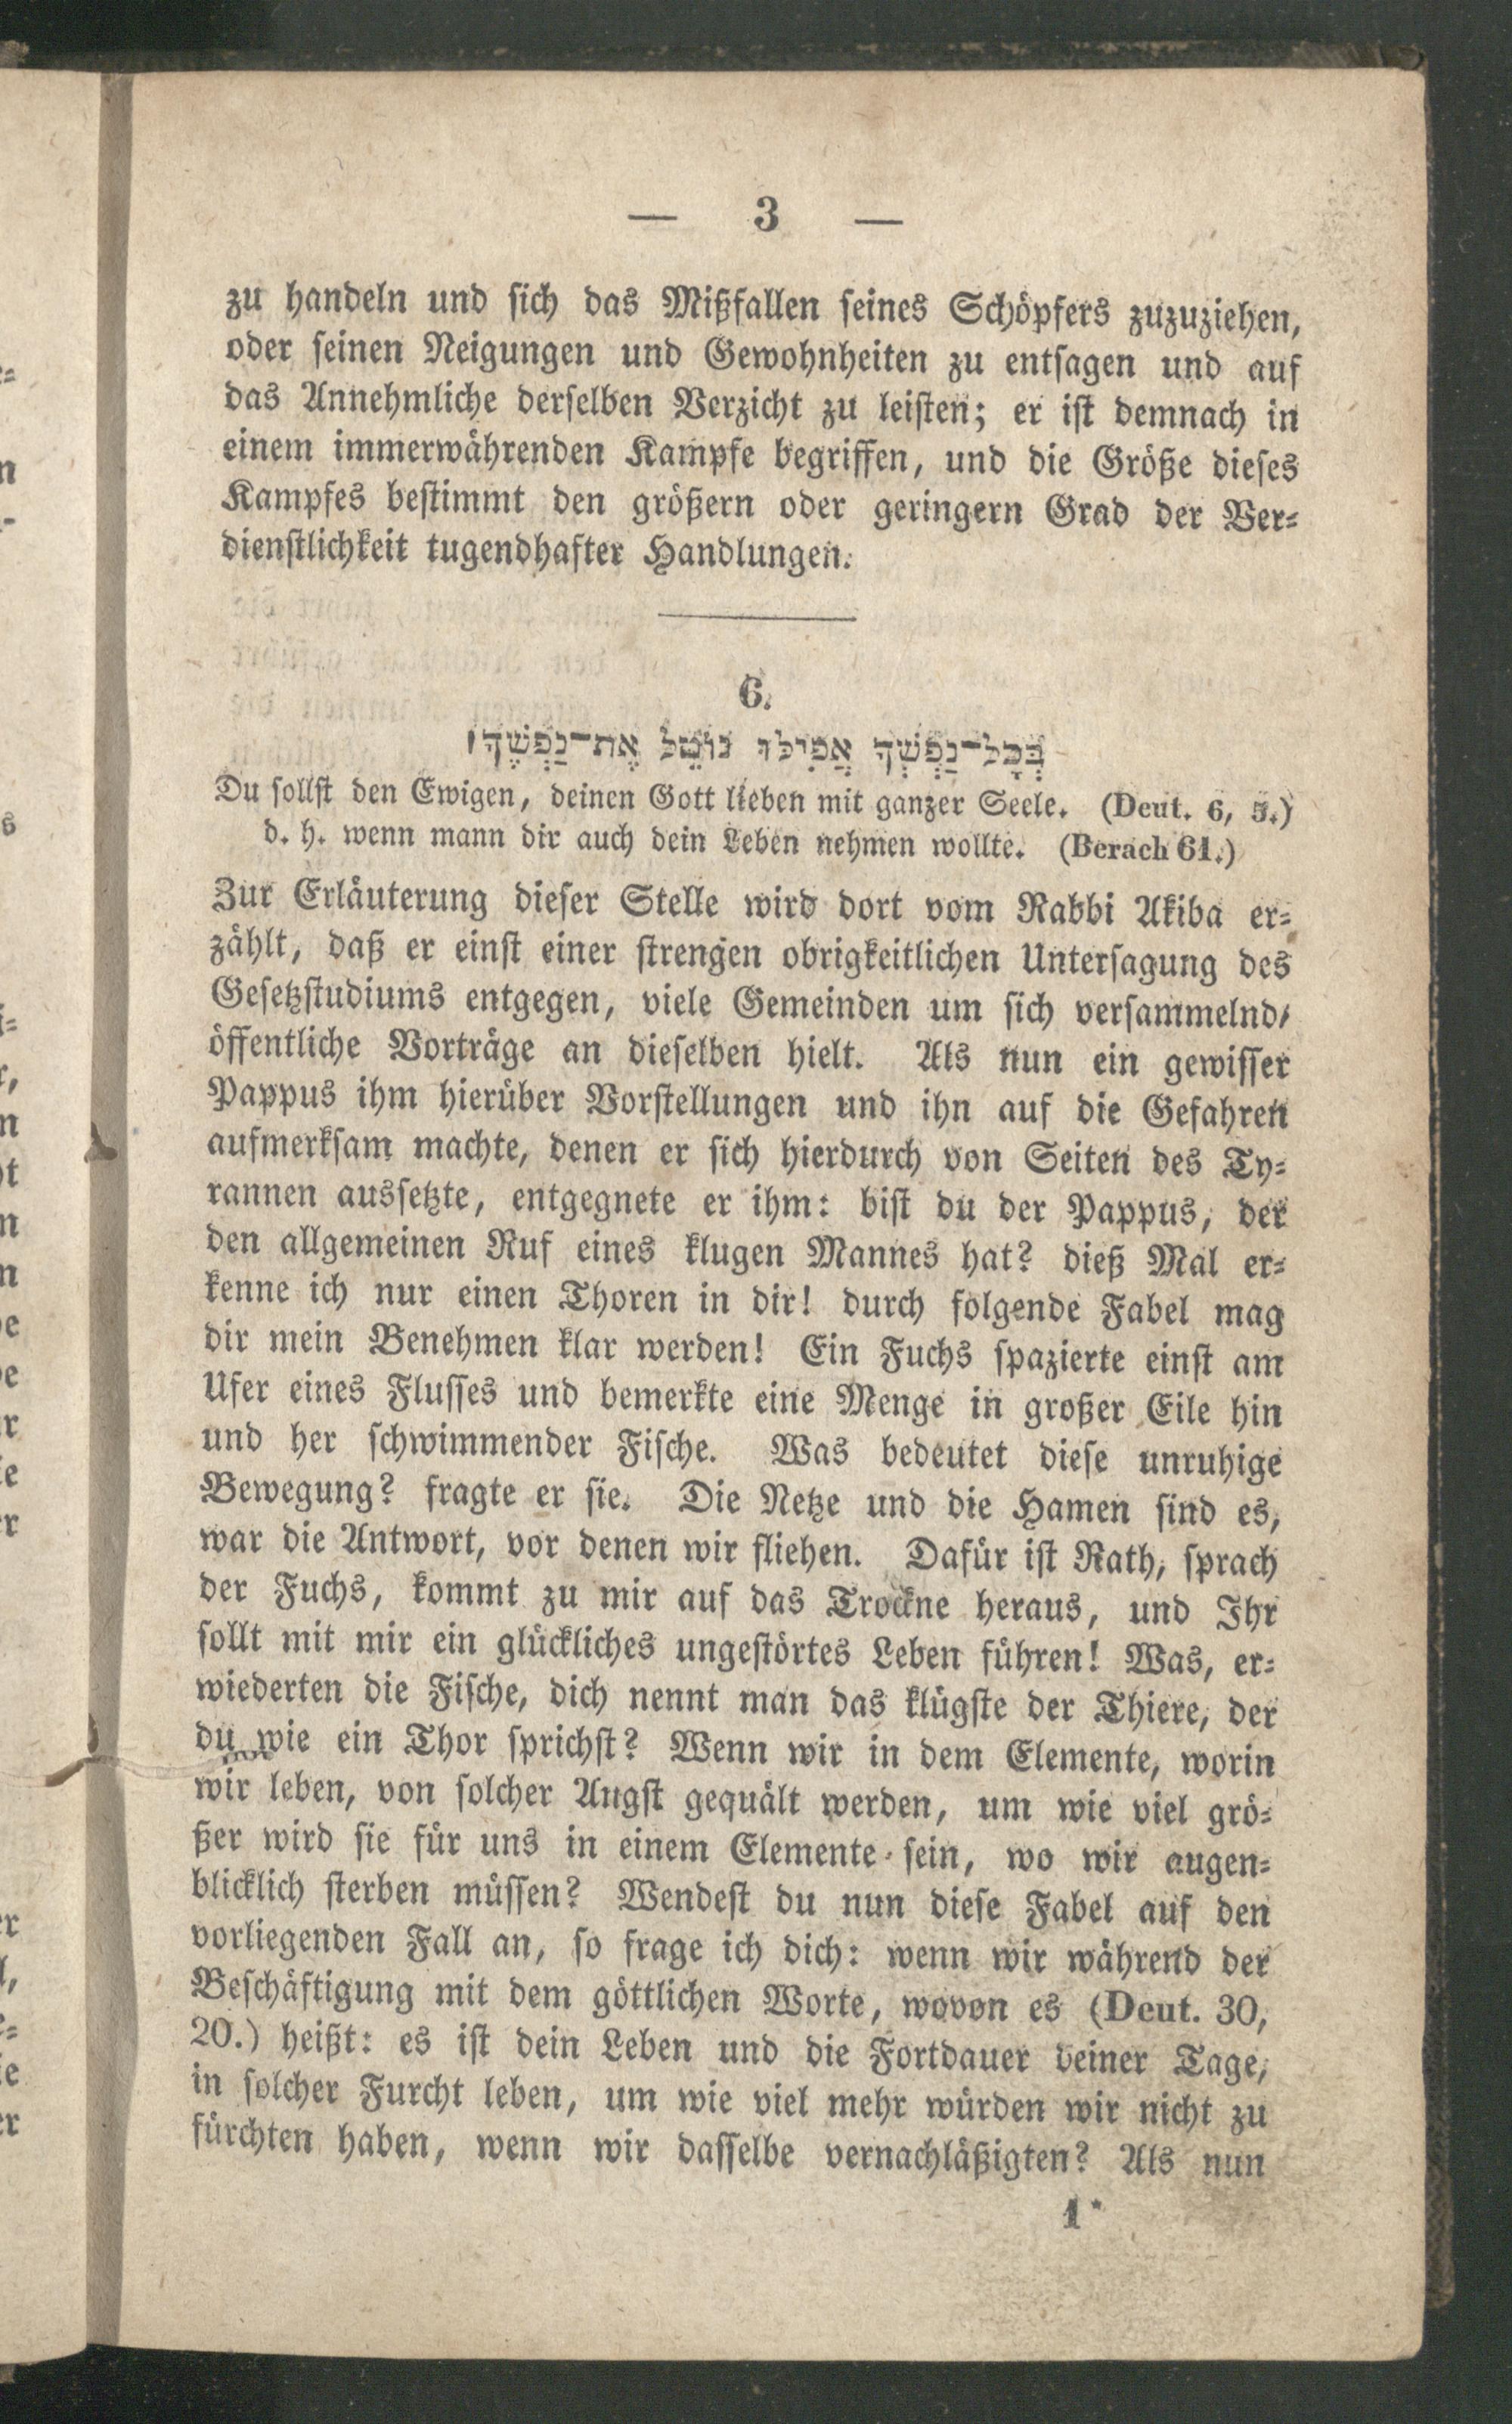 — 3 —
zu handeln und sich das Mißfallen seines Schöpfers zuzuziehen,
oder seinen Neigungen und Gewohnheiten zu entsagen und auf
das Annehmliche derselben Verzicht zu leisten; er ist demnach in
einem immerwährenden Kampfe begriffen, und die Größe dieses
Kampfes bestimmt den größern oder geringern Grad der Ver-
dienstlichkeit tugendhafter Handlungen.
6.
בְּכָל־נַפְשְׁךָ אֲפִילּוּ נוֹטֵל אֶת־נַפְשֶׁךָ ׃
Du sollst den Ewigen, deinen Gott lieben mit ganzer Seele. (Deut. 6, 5.)
d. h. wenn mann dir auch dein Leben nehmen wollte. (Berach 61.)
Zur Erläuterung dieser Stelle wird dort vom Rabbi Akiba er-
zählt, daß er einst einer strengen obrigkeitlichen Untersagung des
Gesetzstudiums entgegen, viele Gemeinden um sich versammelnd,
öffentliche Vorträge an dieselben hielt. Als nun ein gewisser
Pappus ihm hierüber Vorstellungen und ihn auf die Gefahren
aufmerksam machte, denen er sich hierdurch von Seiten des Ty-
rannen aussetzte, entgegnete er ihm: bist du der Pappus, der
den allgemeinen Ruf eines klugen Mannes hat? dieß Mal er-
kenne ich nur einen Thoren in dir! durch folgende Fabel mag
dir mein Benehmen klar werden! Ein Fuchs spazierte einst am
Ufer eines Flusses und bemerkte eine Menge in großer Eile hin
und her schwimmender Fische. Was bedeutet diese unruhige
Bewegung? fragte er sie. Die Netze und die Hamen sind es,
war die Antwort, vor denen wir fliehen. Dafür ist Rath, sprach
der Fuchs, kommt zu mir auf das Trockne heraus, und Ihr
sollt mit mir ein glückliches ungestörtes Leben führen! Was, er-
wiederten die Fische, dich nennt man das klügste der Thiere, der
du wie ein Thor sprichst? Wenn wir in dem Elemente, worin
wir leben, von solcher Angst gequält werden, um wie viel grö-
ßer wird sie für uns in einem Elemente sein, wo wir augen-
blicklich sterben müssen? Wendest du nun diese Fabel auf den
vorliegenden Fall an, so frage ich dich: wenn wir während der
Beschäftigung mit dem göttlichen Worte, wovon es (Deut. 30,
20.) heißt: es ist dein Leben und die Fortdauer deiner Tage,
in solcher Furcht leben, um wie viel mehr würden wir nicht zu
fürchten haben, wenn wir dasselbe vernachläßigten? Als nun
1*